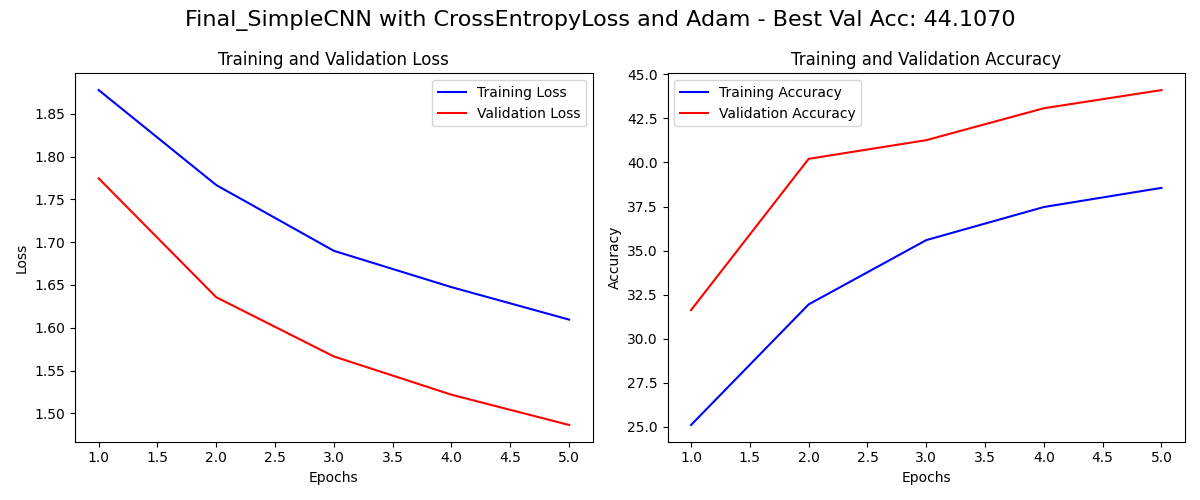 Final_SimpleCNN with CrossEntropyLoss and Adam - Best Val Acc: 44.1070
Training and Validation Loss
Training Loss
Validation Loss
1.85
1.80
1.75
1.70
1.65
1.60
1.55
1.50
Loss
1.0 1.5 2.0 2.5 3.0 3.5 4.0 4.5 5.0
Epochs
Training and Validation Accuracy
Training Accuracy
Validation Accuracy
45.0
42.5
40.0
37.5
35.0
32.5
30.0
27.5
25.0
Accuracy
1.0 1.5 2.0 2.5 3.0 3.5 4.0 4.5 5.0
Epochs